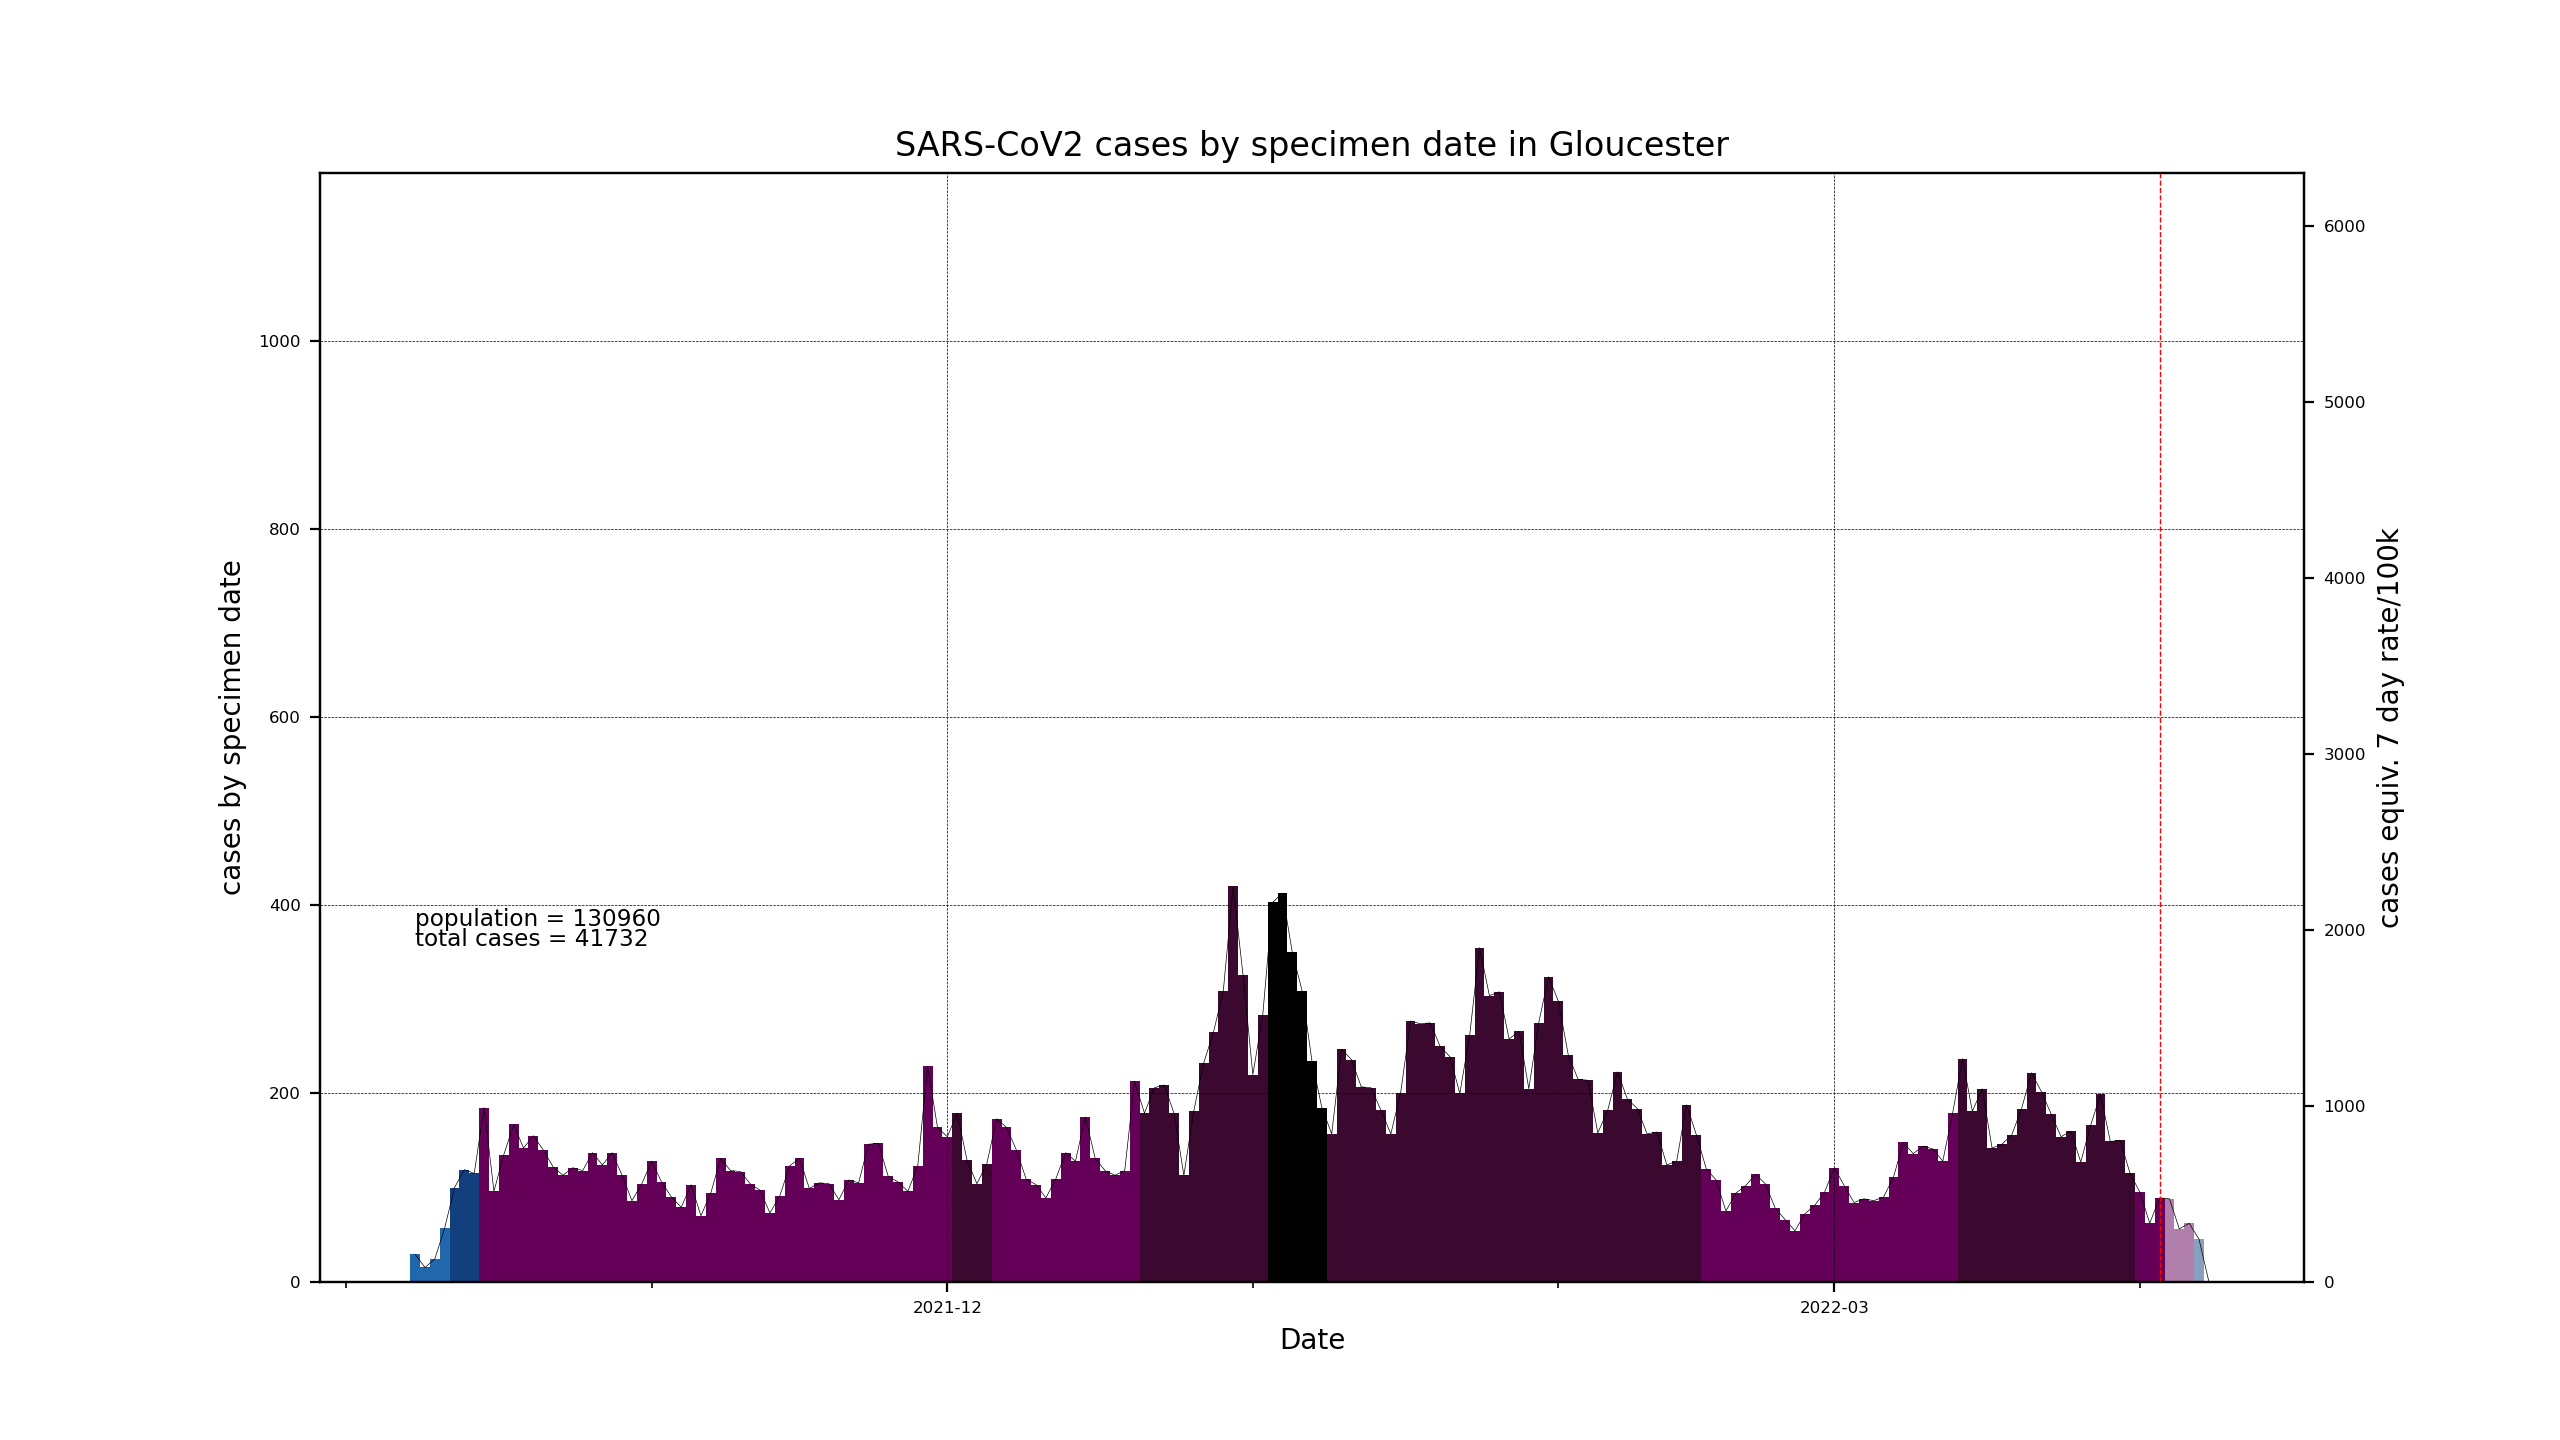 SARS-CoV2 cases by specimen date in Gloucester
cases by specimen date
1000
800
600
400
200
0
population = 130960
total cases = 41732
6000
5000
4000
3000
2000
1000
0
cases equiv. 7 day rate/100k
2021-12
2022-03
Date